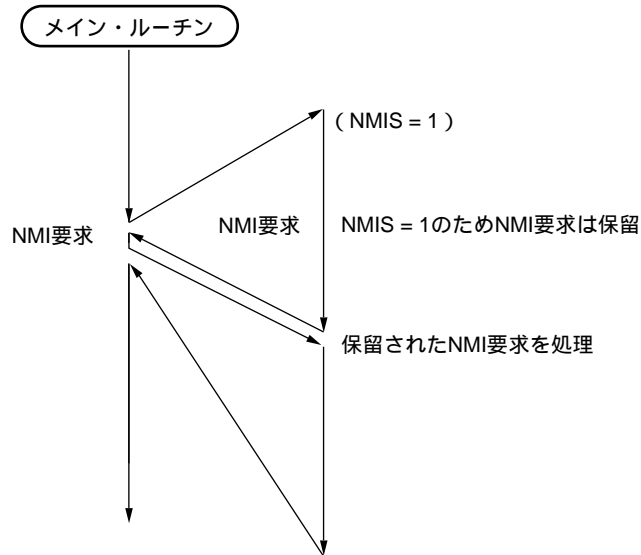 メイン・ルーチン
( NMIS = 1 )
NMI要求
NMI要求
NMIS = 1のためNMI要求は保留
保留されたNMI要求を処理